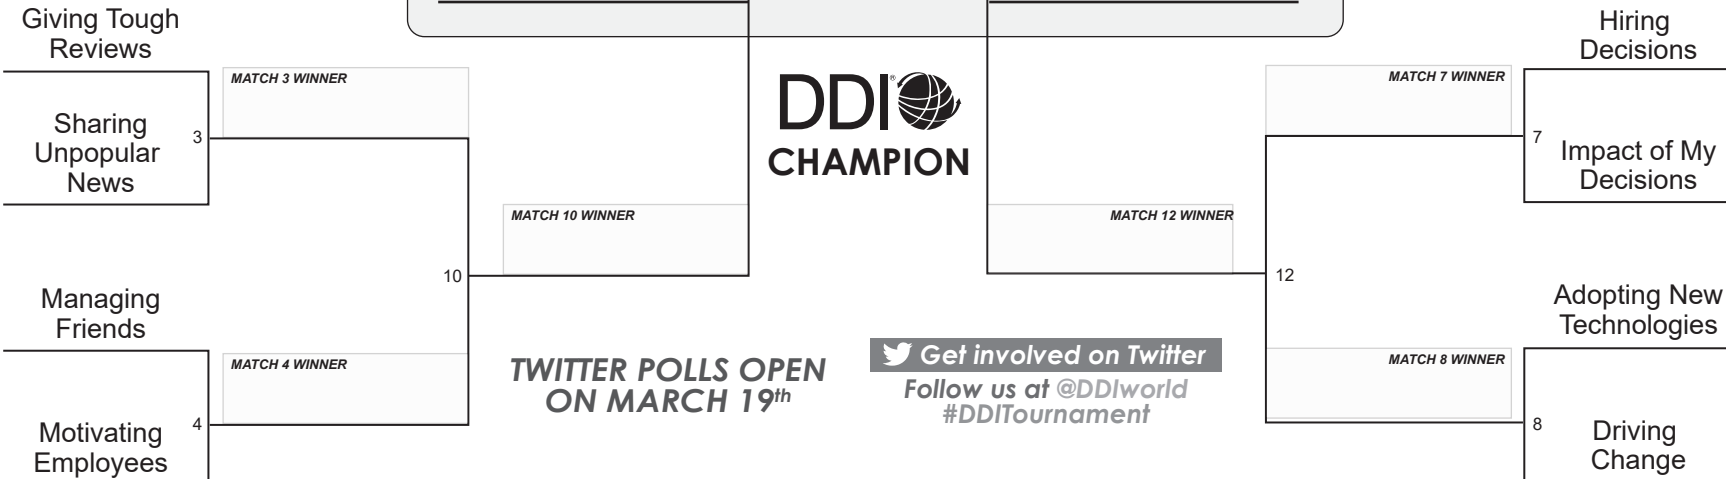 Giving Tough
Reviews
MATCH 3 WINNER
3
Sharing
Unpopular
News
MATCH 10 WINNER
10
Managing
Friends
MATCH 4 WINNER
4
Motivating
Employees
DDI®
CHAMPION
TWITTER POLLS OPEN
ON MARCH 19th
Get involved on Twitter
Follow us at @DDIworld
#DDITournament
Hiring
Decisions
MATCH 7 WINNER
7
Impact of My
Decisions
MATCH 12 WINNER
12
Adopting New
Technologies
MATCH 8 WINNER
8
Driving
Change